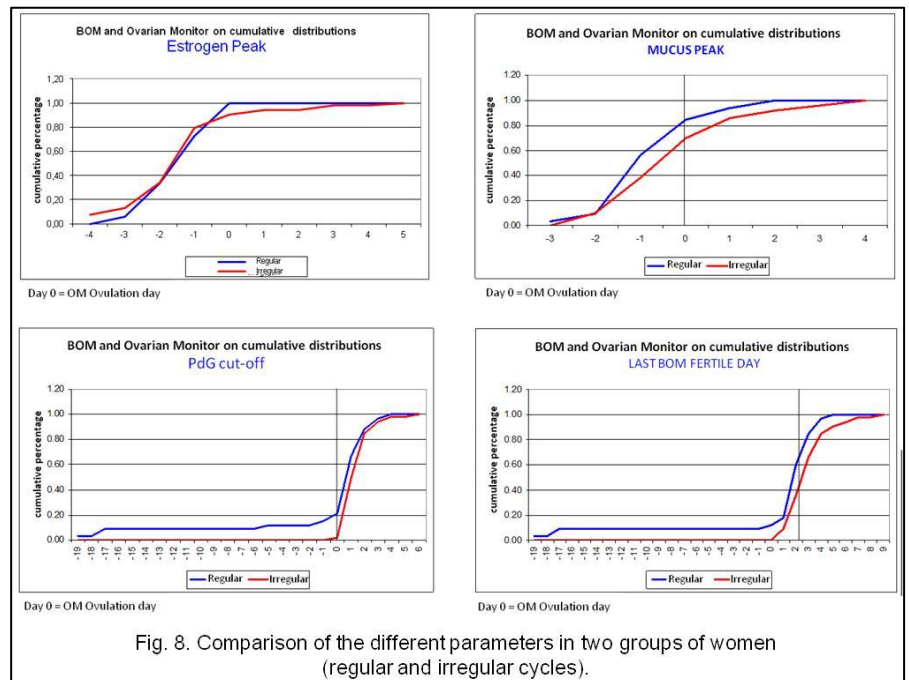 BOM and Ovarian Monitor on cumulative distributions
Estrogen Peak
cumulative percentage
1,20
1,00
0,80
0,60
0,40
0,20
0,00
-4 -3 -2 -1 0 1 2 3 4 5
Regular
Irregular
Day 0 = OM Ovulation day
BOM and Ovarian Monitor on cumulative distributions
MUCUS PEAK
cumulative percentage
1.20
1.00
0.80
0.60
0.40
0.20
0.00
-3 -2 -1 0 1 2 3 4
Regular Irregular
Day 0 = OM Ovulation day
BOM and Ovarian Monitor on cumulative distributions
PdG cut-off
cumulative percentage
1.20
1.00
0.80
0.60
0.40
0.20
0.00
-19 -18 -17 -16 -15 -14 -13 -12 -11 -10 -9 -8 -7 -6 -5 -4 -3 -2 -1 0 1 2 3 4 5 6
Regular Irregular
Day 0 = OM Ovulation day
BOM and Ovarian Monitor on cumulative distributions
LAST BOM FERTILE DAY
cumulative percentage
1.20
1.00
0.80
0.60
0.40
0.20
0.00
-19 -18 -17 -16 -15 -14 -13 -12 -11 -10 -9 -8 -7 -6 -5 -4 -3 -2 -1 0 1 2 3 4 5 6 7 8 9
Regular Irregular
Day 0 = OM Ovulation day
Fig. 8. Comparison of the different parameters in two groups of women
(regular and irregular cycles).